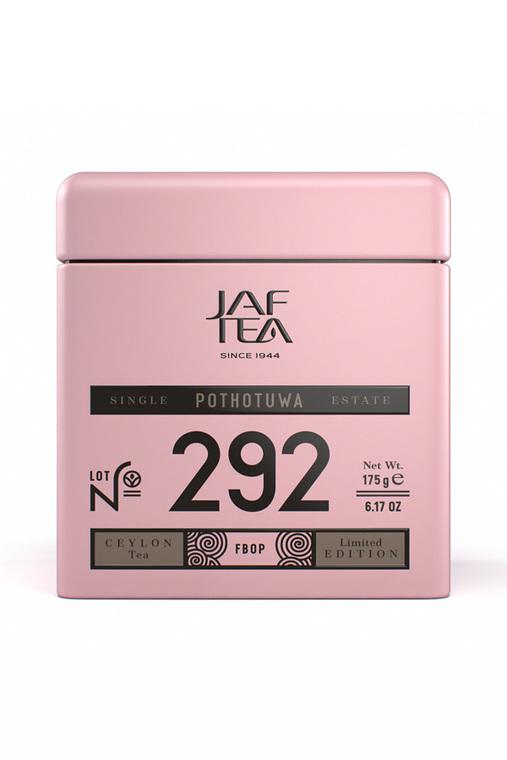 JAF
TEA
SINCE 1944
SINGLE POTHOTUWA ESTATE
LOT
Nº
292
Net Wt.
175 g ℮
6.17 OZ
CEYLON
Tea
FBOP
Limited
EDITION